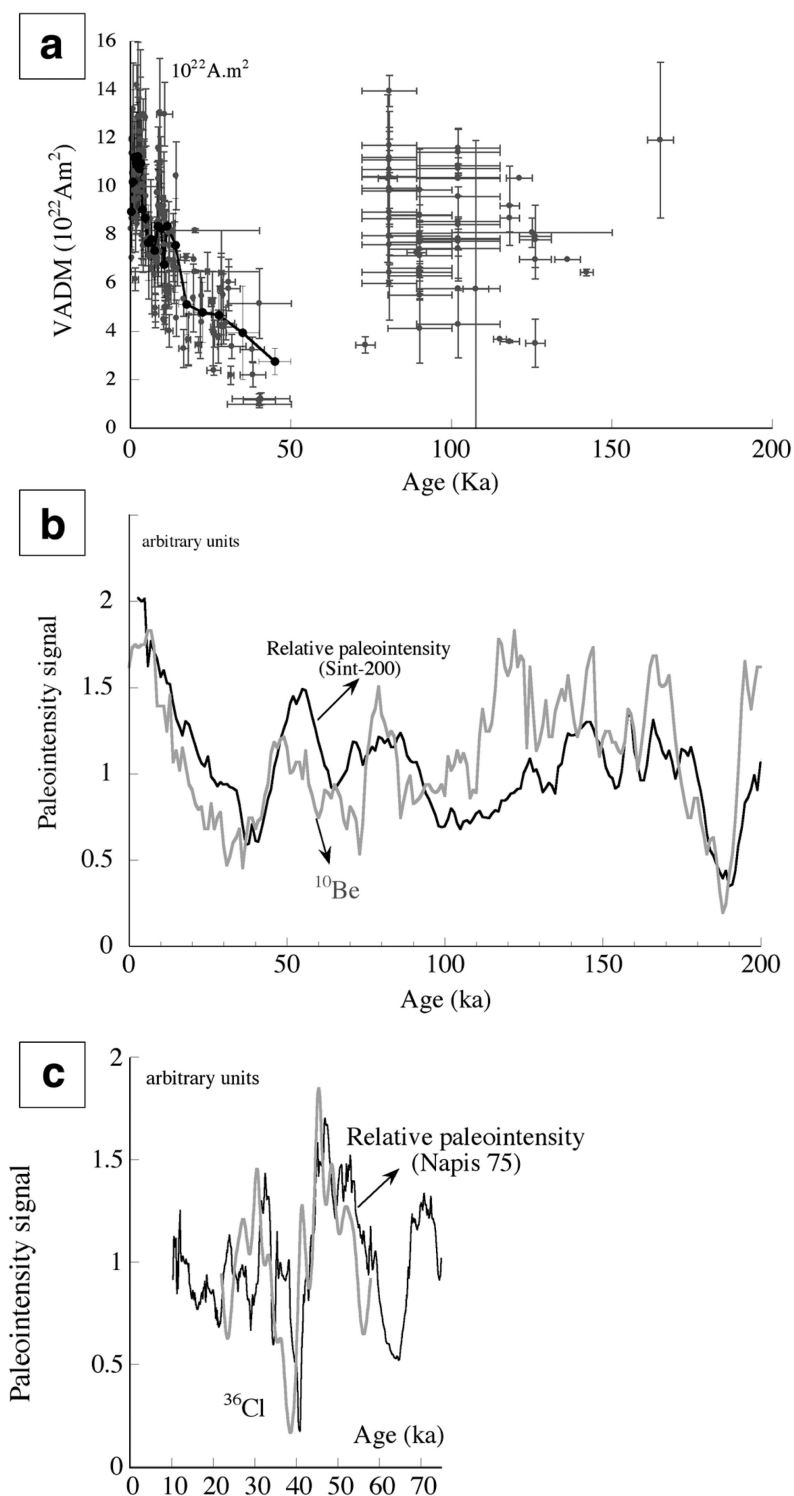 a
16
14
12
10
8
6
4
2
0
VADM (10²²Am²)
10²²A.m²
0
50
100
150
200
Age (Ka)
b
arbitrary units
2
1.5
1
0.5
0
Paleointensity signal
Relative paleointensity
(Sint-200)
¹⁰Be
0
50
100
150
200
Age (ka)
c
arbitrary units
2
1.5
1
0.5
0
Paleointensity signal
Relative paleointensity
(Napis 75)
³⁶Cl
Age (ka)
0 10 20 30 40 50 60 70